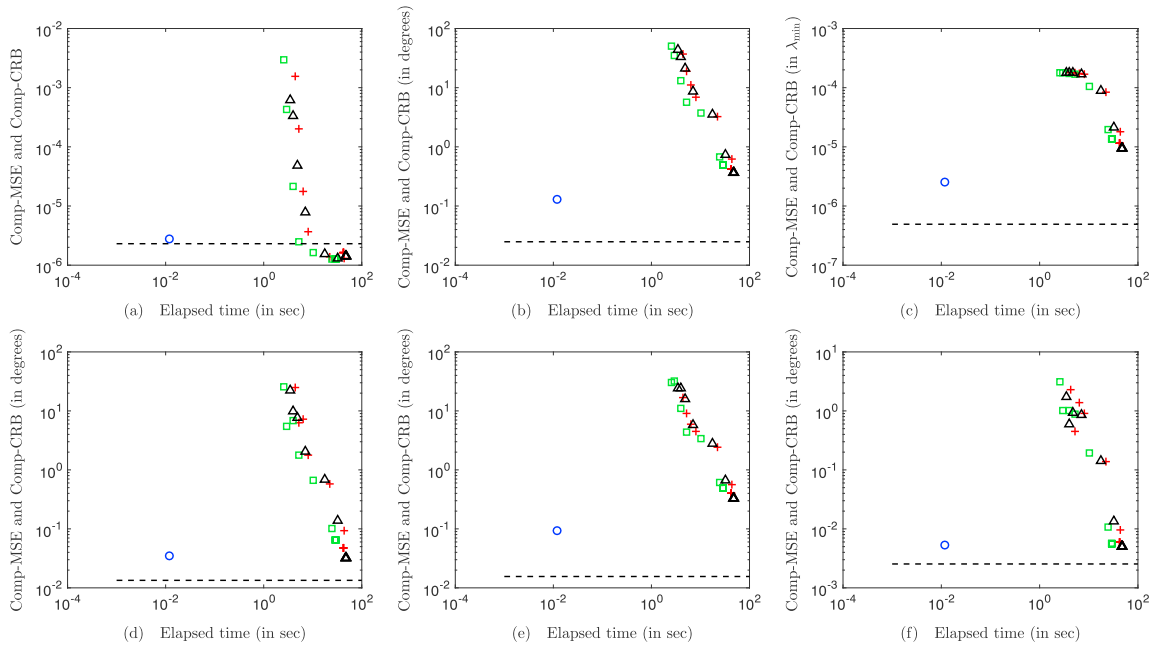 Comp-MSE and Comp-CRB
10^-2
10^-3
10^-4
10^-5
10^-6
10^-4 10^-2 10^0 10^2
(a) Elapsed time (in sec)
Comp-MSE and Comp-CRB (in degrees)
10^2
10^1
10^0
10^-1
10^-2
10^-4 10^-2 10^0 10^2
(b) Elapsed time (in sec)
Comp-MSE and Comp-CRB (in λ_min)
10^-3
10^-4
10^-5
10^-6
10^-7
10^-4 10^-2 10^0 10^2
(c) Elapsed time (in sec)
Comp-MSE and Comp-CRB (in degrees)
10^2
10^1
10^0
10^-1
10^-2
10^-4 10^-2 10^0 10^2
(d) Elapsed time (in sec)
Comp-MSE and Comp-CRB (in degrees)
10^2
10^1
10^0
10^-1
10^-2
10^-4 10^-2 10^0 10^2
(e) Elapsed time (in sec)
Comp-MSE and Comp-CRB (in degrees)
10^1
10^0
10^-1
10^-2
10^-3
10^-4 10^-2 10^0 10^2
(f) Elapsed time (in sec)